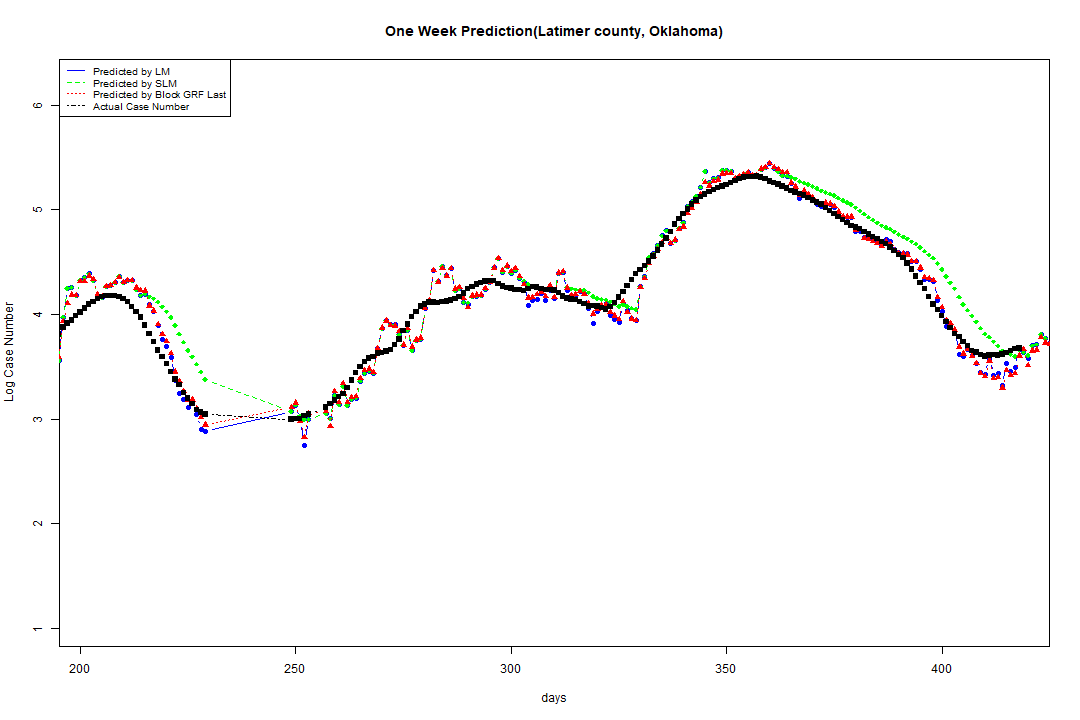 One Week Prediction(Latimer county, Oklahoma)
Predicted by LM
Predicted by SLM
Predicted by Block GRF Last
Actual Case Number
6
5
4
3
2
1
Log Case Number
200 250 300 350 400
days